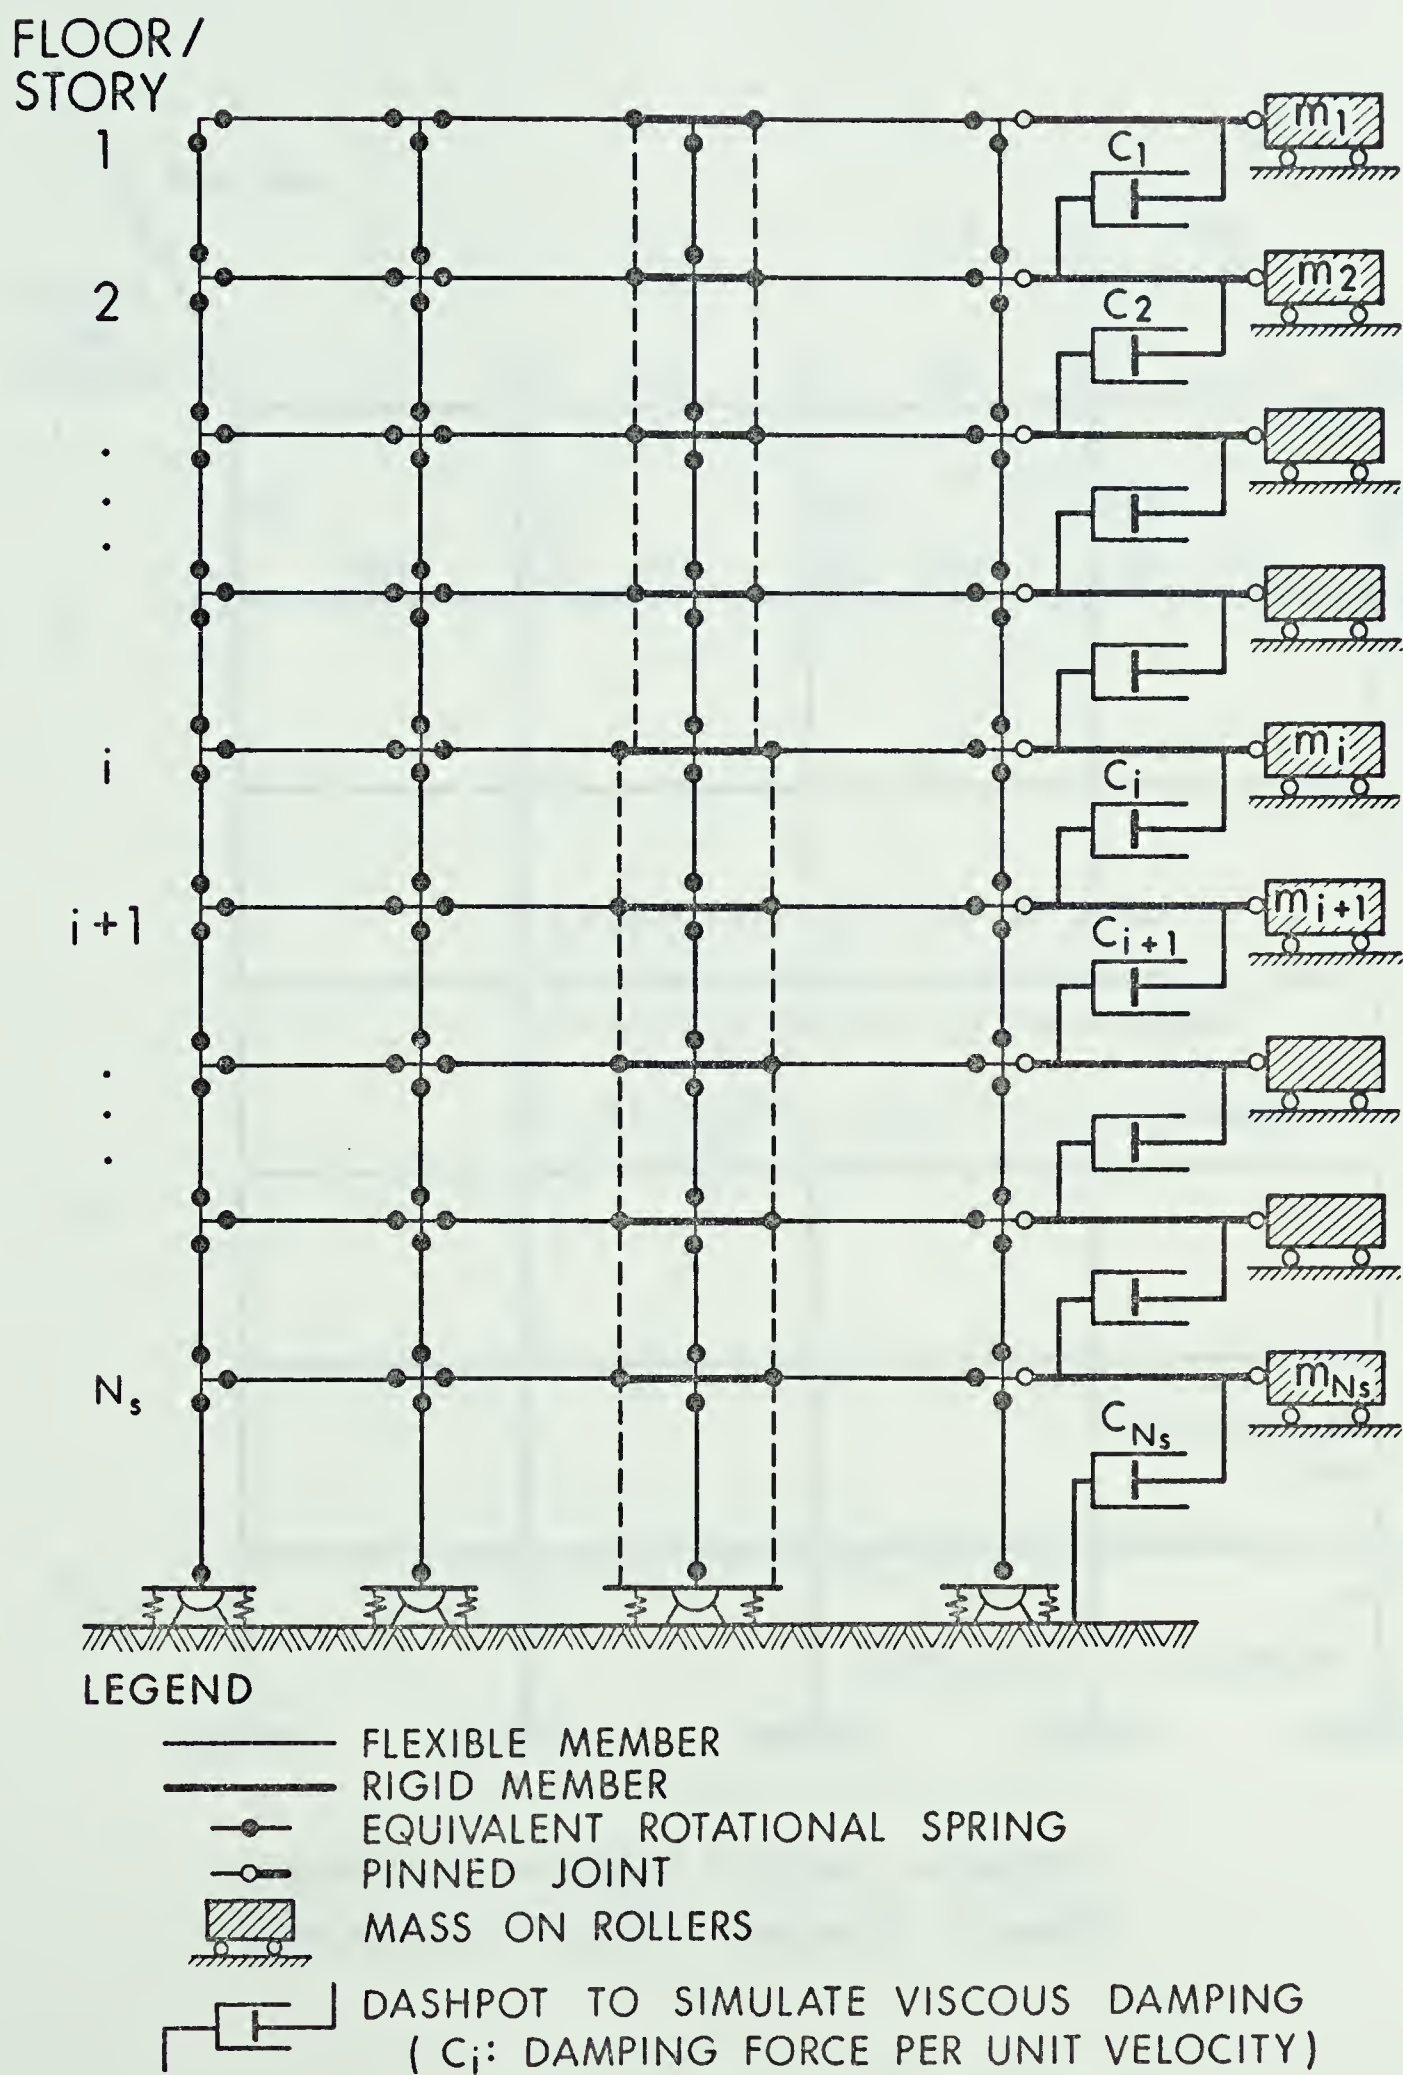 FLOOR/
STORY
1
m1
C1
2
m2
C2
.
.
.
i
mi
Ci
i+1
mi+1
Ci+1
.
.
.
Ns
mNs
CNs
LEGEND
FLEXIBLE MEMBER
RIGID MEMBER
EQUIVALENT ROTATIONAL SPRING
PINNED JOINT
MASS ON ROLLERS
DASHPOT TO SIMULATE VISCOUS DAMPING
( Ci: DAMPING FORCE PER UNIT VELOCITY)